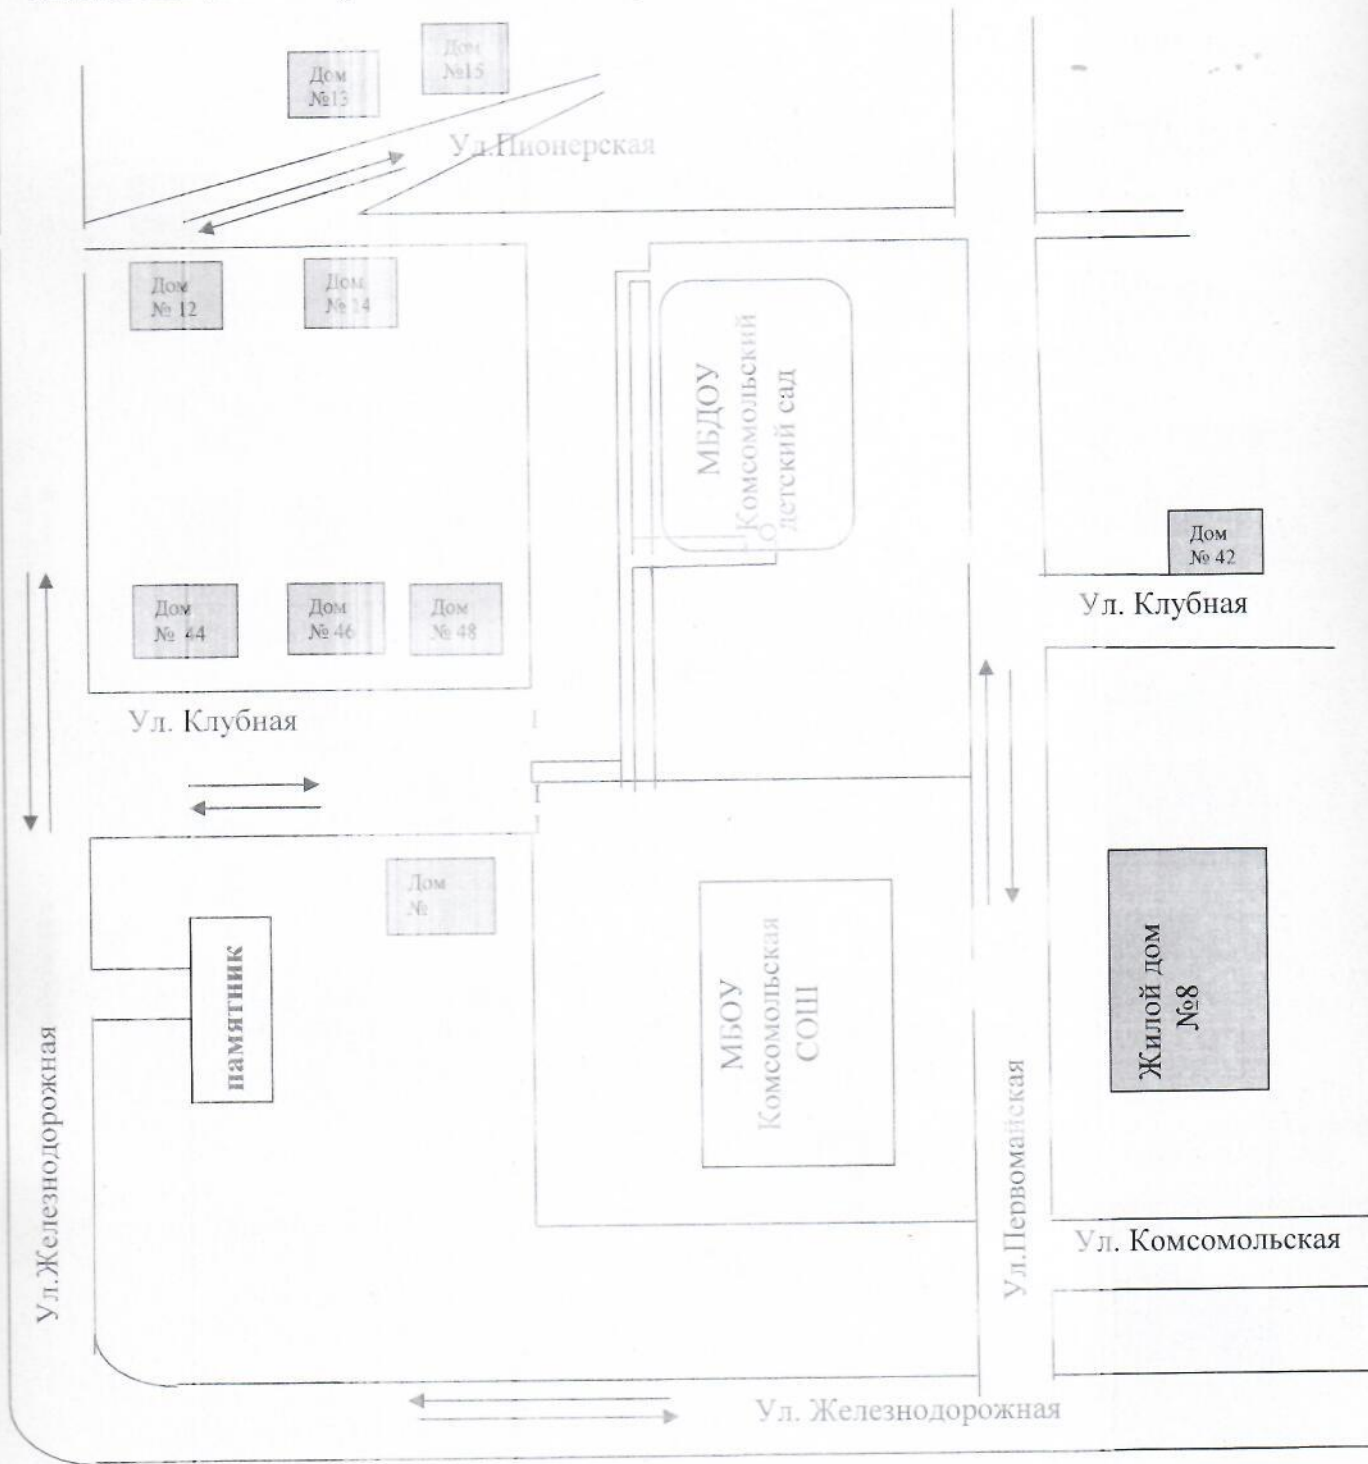 Дом
№15
Дом
№13
Ул.Пионерская
Дом
№ 12
Дом
№ 14
МБДОУ
Комсомольский
детский сад
Дом
№ 42
Ул. Клубная
Дом
№ 44
Дом
№ 46
Дом
№ 48
Ул. Клубная
Дом
№
памятник
МБОУ
Комсомольская
СОШ
Жилой дом
№8
Ул.Железнодорожная
Ул.Первомайская
Ул. Комсомольская
Ул. Железнодорожная